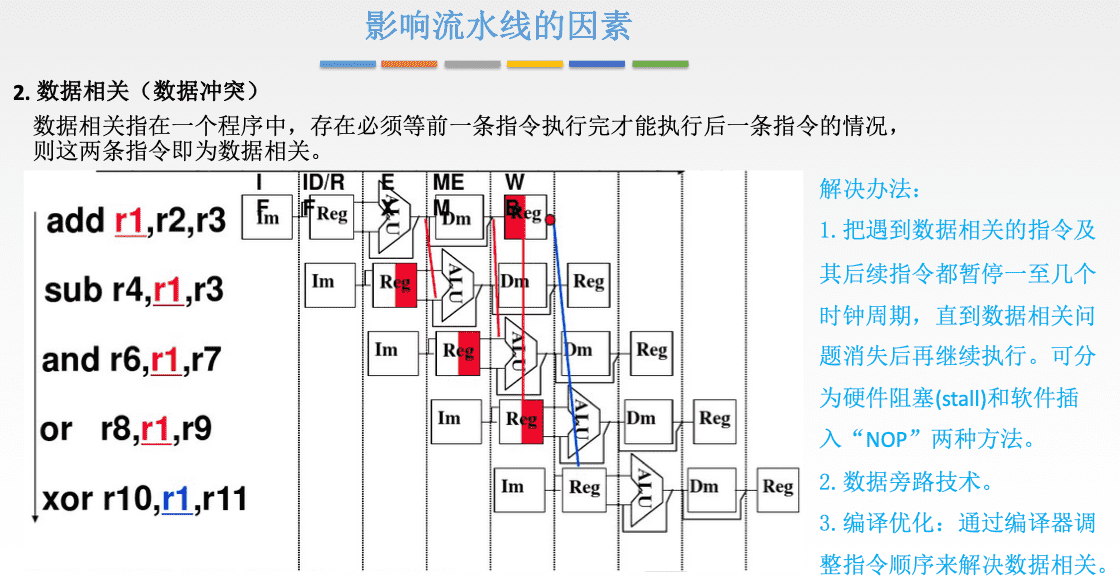 影响流水线的因素
2. 数据相关（数据冲突）
数据相关指在一个程序中，存在必须等前一条指令执行完才能执行后一条指令的情况，
则这两条指令即为数据相关。
IF ID/RF EX MEM WB
add r1,r2,r3 Im Reg ALU Dm Reg
sub r4,r1,r3 Im Reg ALU Dm Reg
and r6,r1,r7 Im Reg ALU Dm Reg
or r8,r1,r9 Im Reg ALU Dm Reg
xor r10,r1,r11 Im Reg ALU Dm Reg
解决办法：
1. 把遇到数据相关的指令及
其后续指令都暂停一至几个
时钟周期，直到数据相关问
题消失后再继续执行。可分
为硬件阻塞(stall)和软件插
入“NOP”两种方法。
2. 数据旁路技术。
3. 编译优化：通过编译器调
整指令顺序来解决数据相关。